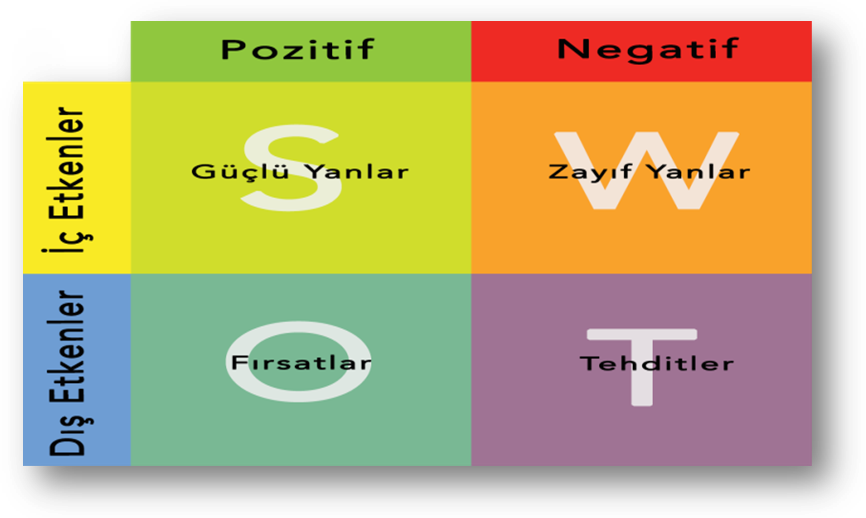 Pozitif
Negatif
İç Etkenler
S
Güçlü Yanlar
W
Zayıf Yanlar
Dış Etkenler
O
Fırsatlar
T
Tehditler